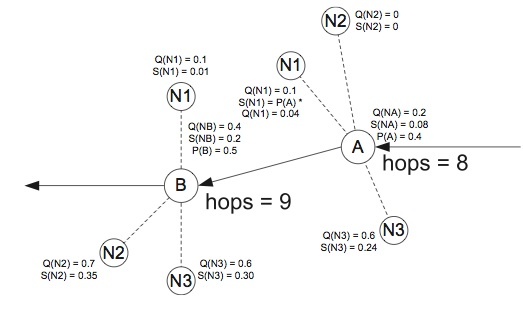 N2
Q(N2) = 0
S(N2) = 0
Q(N1) = 0.1
S(N1) = 0.01
N1
N1
Q(N1) = 0.1
S(N1) = P(A) *
Q(N1) = 0.04
Q(NA) = 0.2
S(NA) = 0.08
P(A) = 0.4
Q(NB) = 0.4
S(NB) = 0.2
P(B) = 0.5
A
hops = 8
B
hops = 9
N3
Q(N3) = 0.6
S(N3) = 0.24
N2
Q(N2) = 0.7
S(N2) = 0.35
N3
Q(N3) = 0.6
S(N3) = 0.30